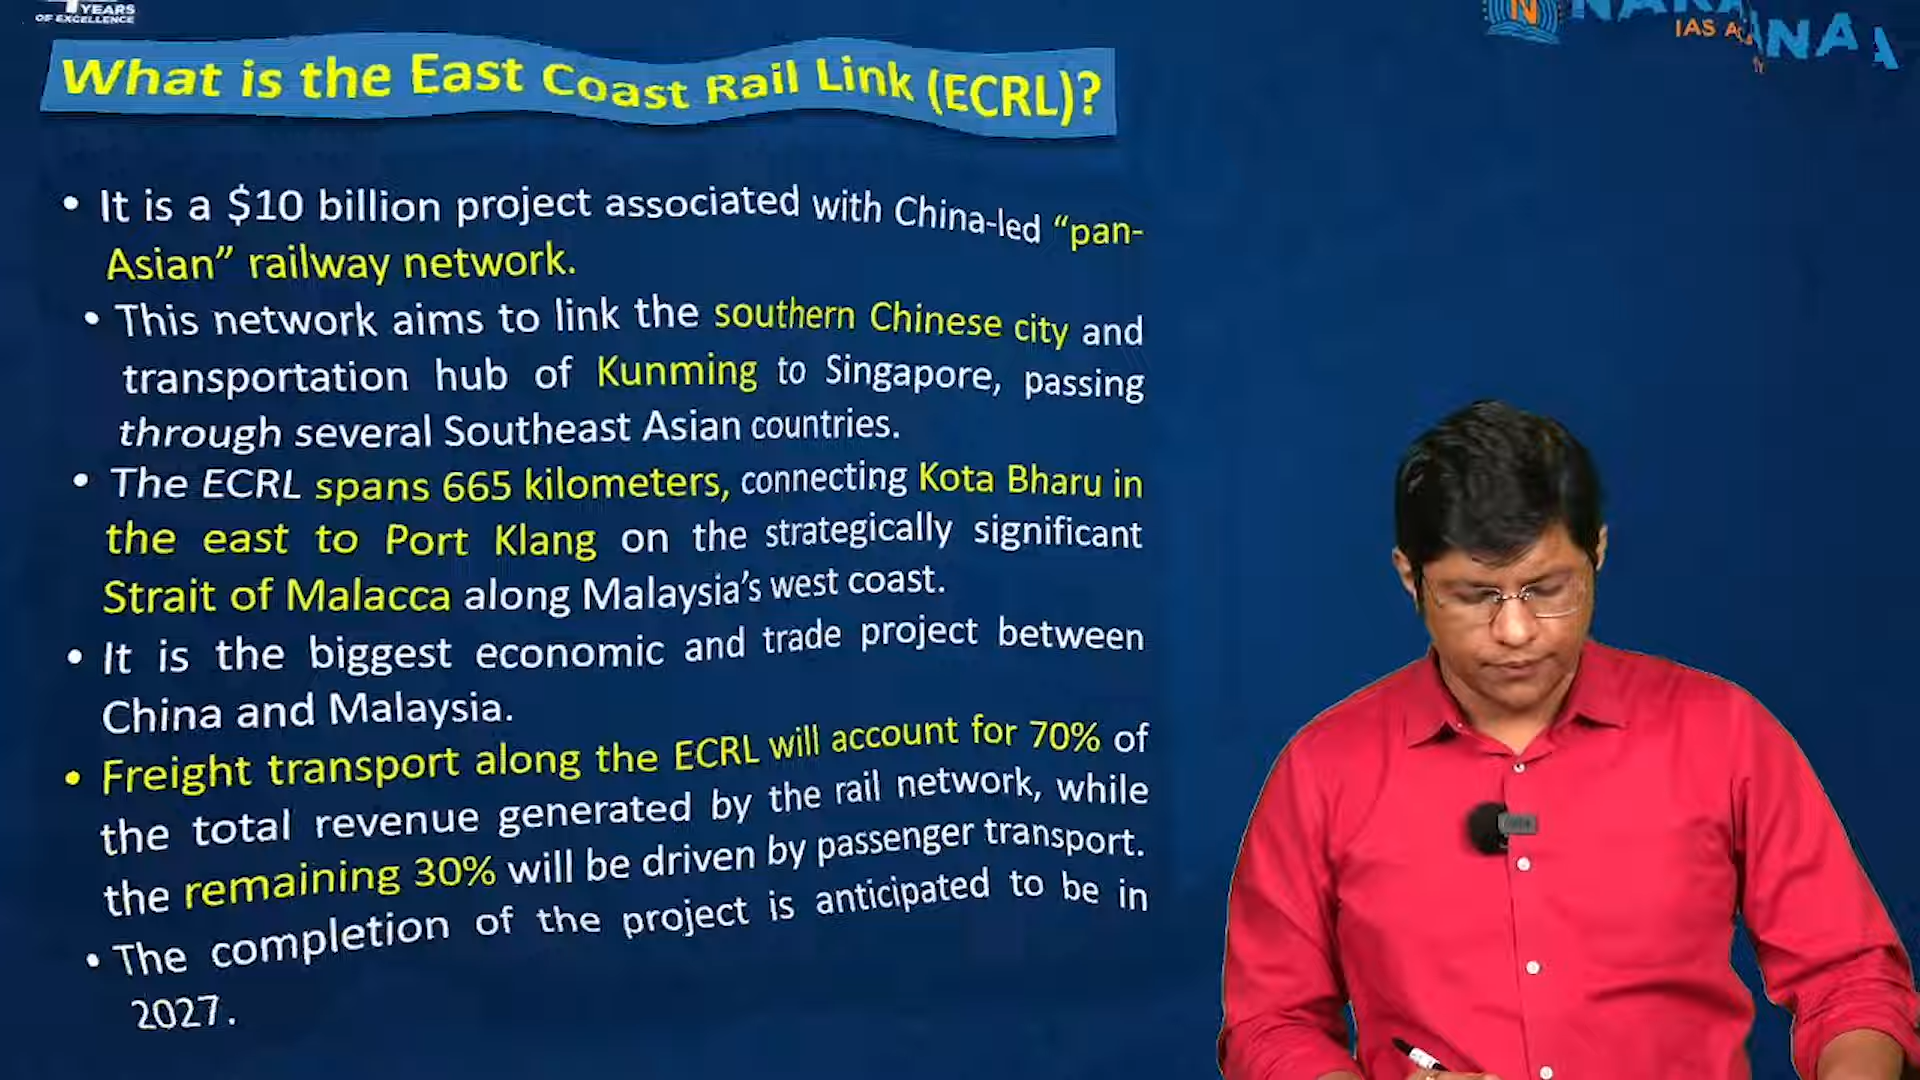 YEARS
OF EXCELLENCE
IAS
What is the East Coast Rail Link (ECRL)?
• It is a $10 billion project associated with China-led “pan-
Asian” railway network.
• This network aims to link the southern Chinese city and
transportation hub of Kunming to Singapore, passing
through several Southeast Asian countries.
• The ECRL spans 665 kilometers, connecting Kota Bharu in
the east to Port Klang on the strategically significant
Strait of Malacca along Malaysia’s west coast.
• It is the biggest economic and trade project between
China and Malaysia.
• Freight transport along the ECRL will account for 70% of
the total revenue generated by the rail network, while
the remaining 30% will be driven by passenger transport.
• The completion of the project is anticipated to be in
2027.